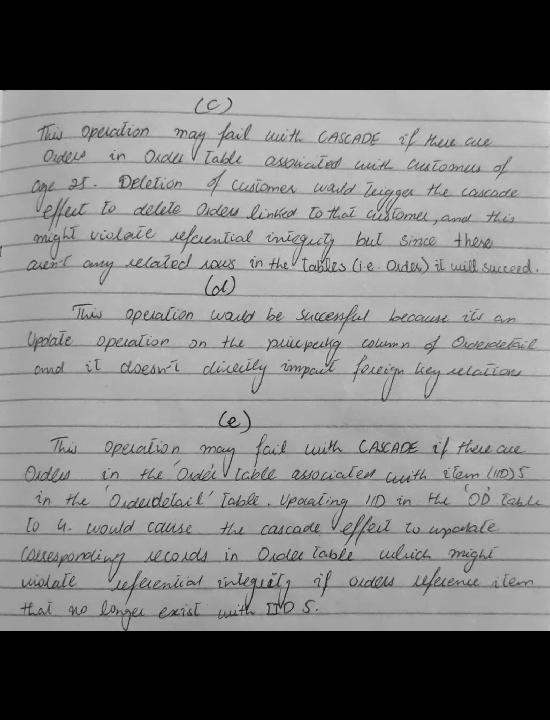 (c)
This operation may fail with CASCADE if there are
Orders in Order Table associated with customers of
age 25. Deletion of customer would trigger the cascade
effect to delete Orders linked to that customer, and this
might violate referential integrity but since there
aren't any related rows in the Tables (i.e. Order) it will succeed.
(d)
This operation would be successful because its an
Update operation on the priceperkg column of Orderdetail
and it doesn't directly impact foreign key relations
(e)
This operation may fail with CASCADE if there are
Orders in the 'Order' Table associated with item (IID) 5
in the 'Orderdetail' Table. Updating IID in the 'OD' Table
to 4. would cause the cascade effect to update
corresponding records in Order Table which might
violate referential integrity if orders reference item
that no longer exist with IID 5.